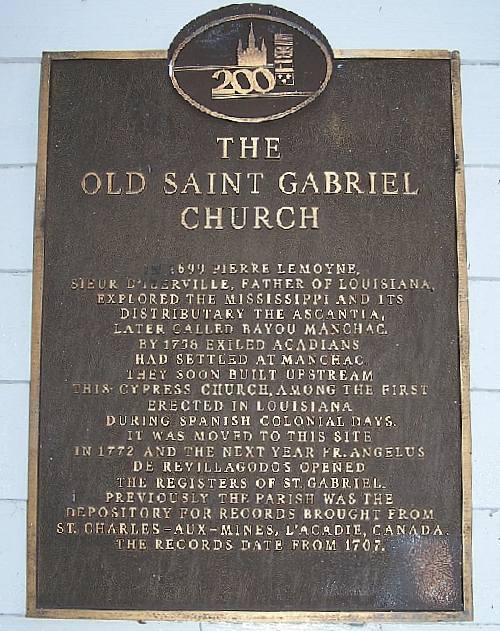 200
THE
OLD SAINT GABRIEL
CHURCH
IN 1699 PIERRE LEMOYNE,
SIEUR D'IBERVILLE, FATHER OF LOUISIANA,
EXPLORED THE MISSISSIPPI AND ITS
DISTRIBUTARY THE ASCANTIA,
LATER CALLED BAYOU MANCHAC.
BY 1758 EXILED ACADIANS
HAD SETTLED AT MANCHAC.
THEY SOON BUILT UPSTREAM
THIS CYPRESS CHURCH, AMONG THE FIRST
ERECTED IN LOUISIANA
DURING SPANISH COLONIAL DAYS.
IT WAS MOVED TO THIS SITE
IN 1772 AND THE NEXT YEAR FR. ANGELUS
DE REVILLAGODOS OPENED
THE REGISTERS OF ST. GABRIEL.
PREVIOUSLY THE PARISH WAS THE
DEPOSITORY FOR RECORDS BROUGHT FROM
ST. CHARLES-AUX-MINES, L'ACADIE, CANADA.
THE RECORDS DATE FROM 1707.